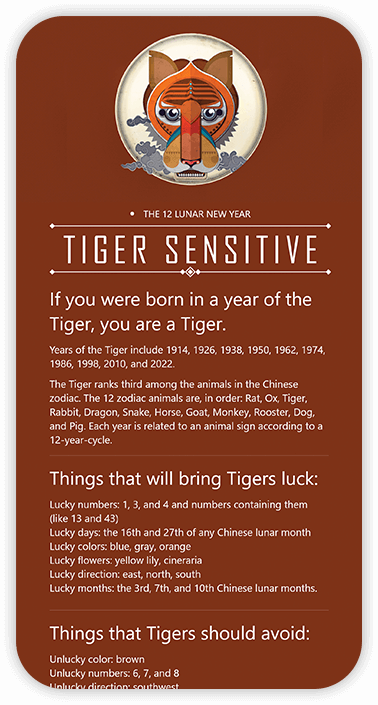 • THE 12 LUNAR NEW YEAR
TIGER SENSITIVE
If you were born in a year of the
Tiger, you are a Tiger.
Years of the Tiger include 1914, 1926, 1938, 1950, 1962, 1974,
1986, 1998, 2010, and 2022.
The Tiger ranks third among the animals in the Chinese
zodiac. The 12 zodiac animals are, in order: Rat, Ox, Tiger,
Rabbit, Dragon, Snake, Horse, Goat, Monkey, Rooster, Dog,
and Pig. Each year is related to an animal sign according to a
12-year-cycle.
Things that will bring Tigers luck:
Lucky numbers: 1, 3, and 4 and numbers containing them
(like 13 and 43)
Lucky days: the 16th and 27th of any Chinese lunar month
Lucky colors: blue, gray, orange
Lucky flowers: yellow lily, cineraria
Lucky direction: east, north, south
Lucky months: the 3rd, 7th, and 10th Chinese lunar months.
Things that Tigers should avoid:
Unlucky color: brown
Unlucky numbers: 6, 7, and 8
Unlucky direction: southwest